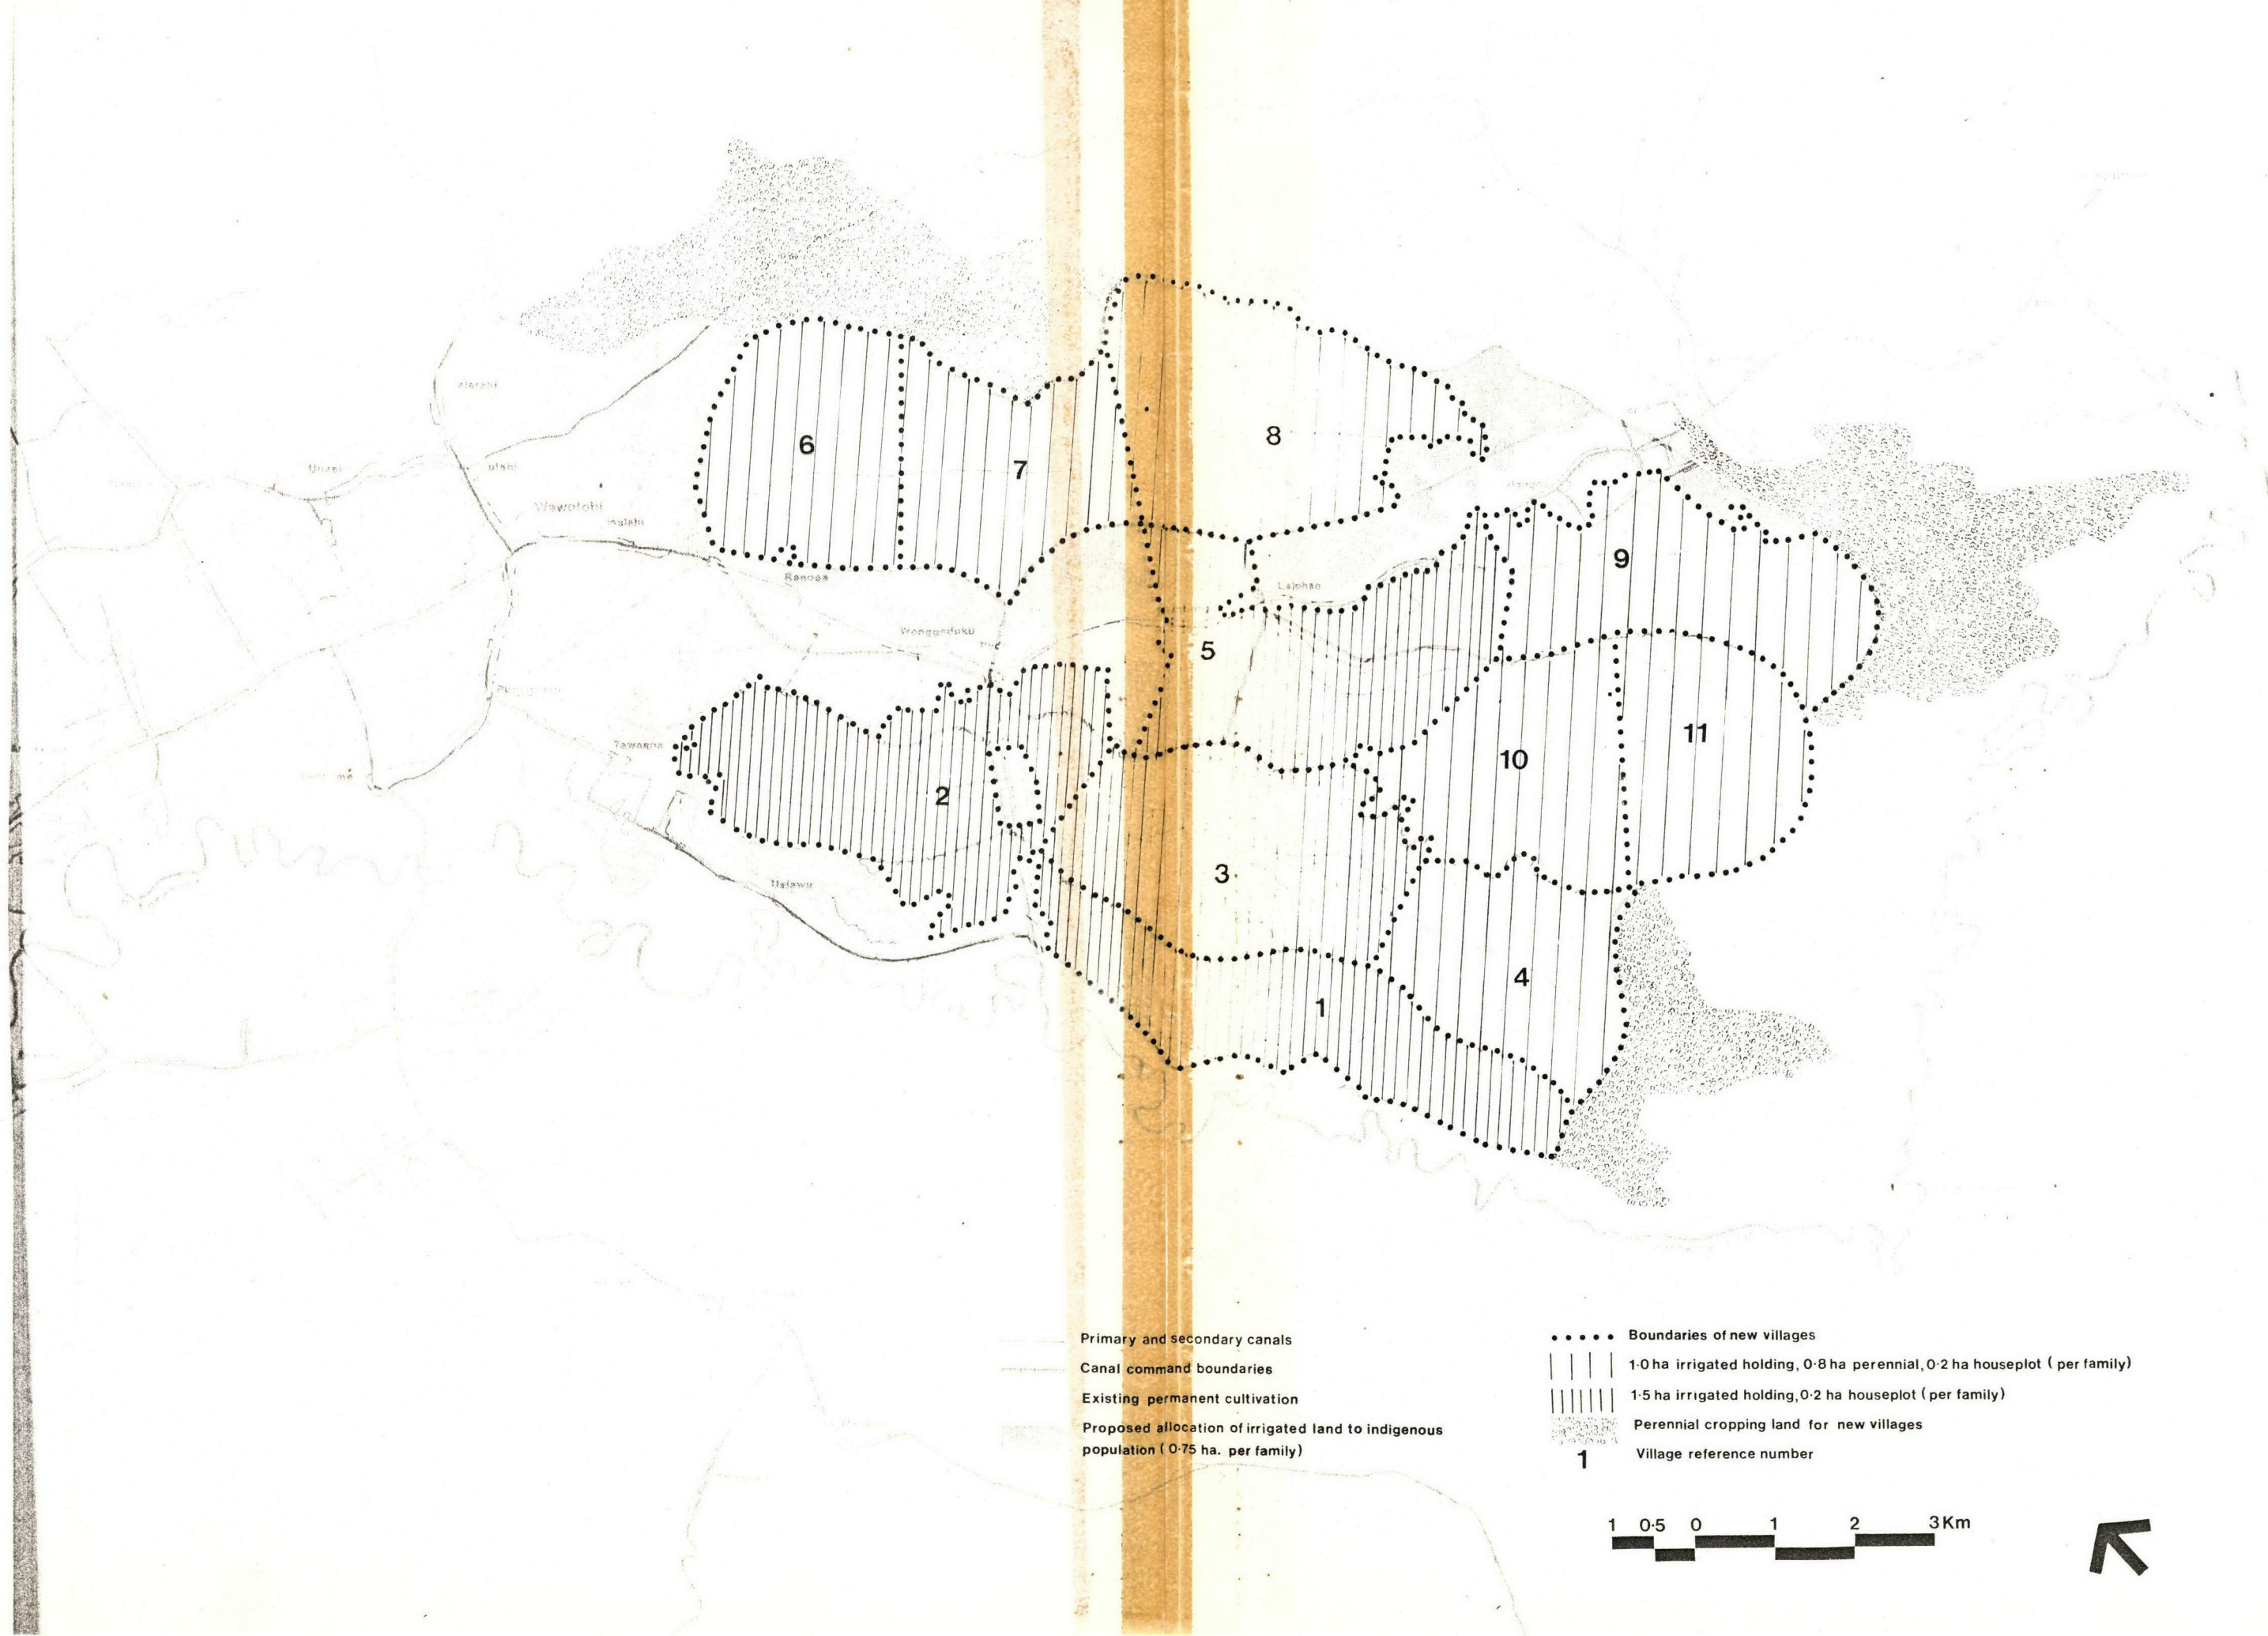 6
7
8
Wawotobi
9
Ranoea
5
Tawarna
10
11
2
3
4
1
Primary and secondary canals
Canal command boundaries
Existing permanent cultivation
Proposed allocation of irrigated land to indigenous
population (0·75 ha. per family)
Boundaries of new villages
1·0 ha irrigated holding, 0·8 ha perennial, 0·2 ha houseplot ( per family)
1·5 ha irrigated holding, 0·2 ha houseplot (per family)
Perennial cropping land for new villages
1 Village reference number
1 0·5 0 1 2 3Km